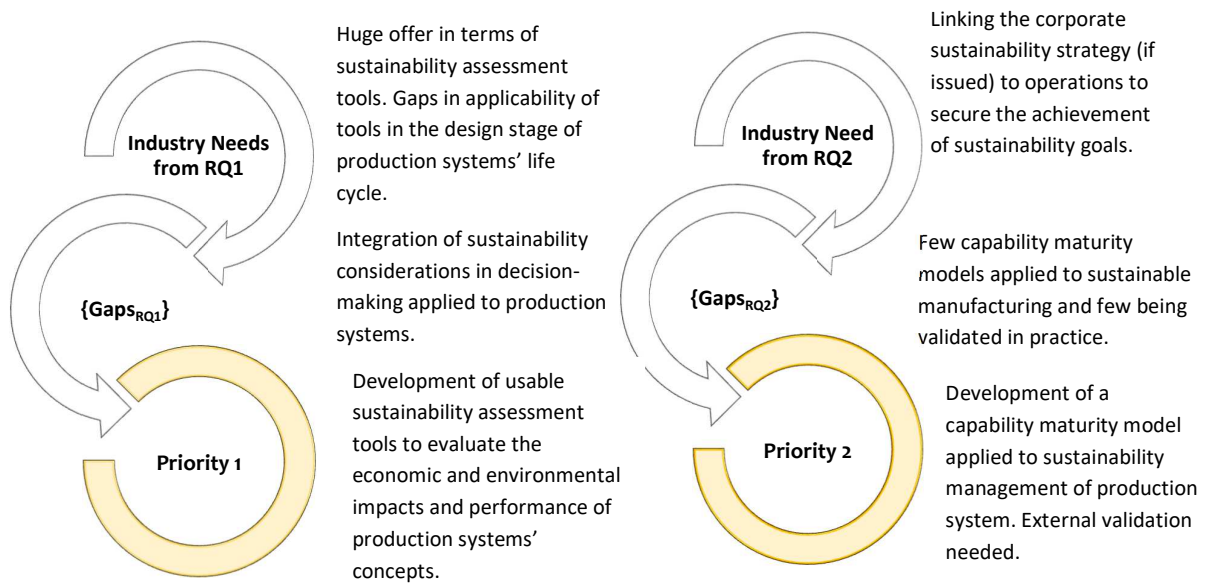 Industry Needs
from RQ1
Huge offer in terms of
sustainability assessment
tools. Gaps in applicability of
tools in the design stage of
production systems’ life
cycle.
{GapsRQ1}
Integration of sustainability
considerations in decision-
making applied to production
systems.
Priority 1
Development of usable
sustainability assessment
tools to evaluate the
economic and environmental
impacts and performance of
production systems’
concepts.
Industry Need
from RQ2
Linking the corporate
sustainability strategy (if
issued) to operations to
secure the achievement
of sustainability goals.
{GapsRQ2}
Few capability maturity
models applied to sustainable
manufacturing and few being
validated in practice.
Priority 2
Development of a
capability maturity model
applied to sustainability
management of production
system. External validation
needed.